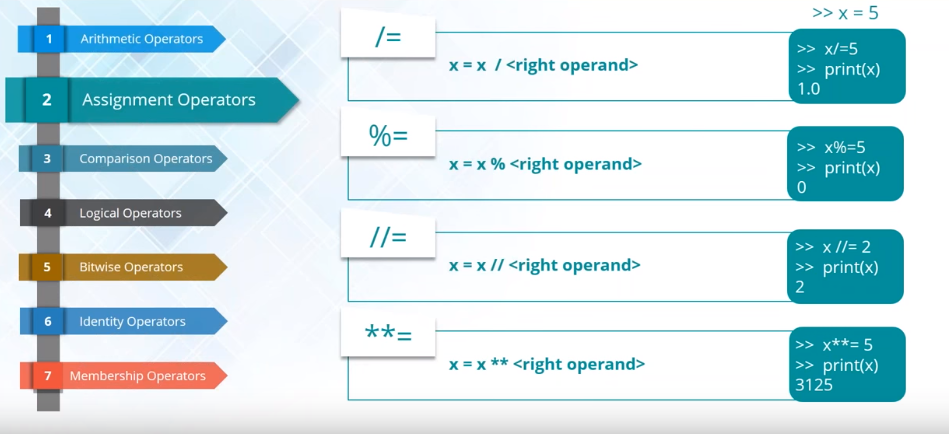 1 Arithmetic Operators
2 Assignment Operators
3 Comparison Operators
4 Logical Operators
5 Bitwise Operators
6 Identity Operators
7 Membership Operators
>> x = 5
/=
x = x / <right operand>
>> x/=5
>> print(x)
1.0
%=
x = x % <right operand>
>> x%=5
>> print(x)
0
//=
x = x // <right operand>
>> x //= 2
>> print(x)
2
**=
x = x ** <right operand>
>> x**= 5
>> print(x)
3125